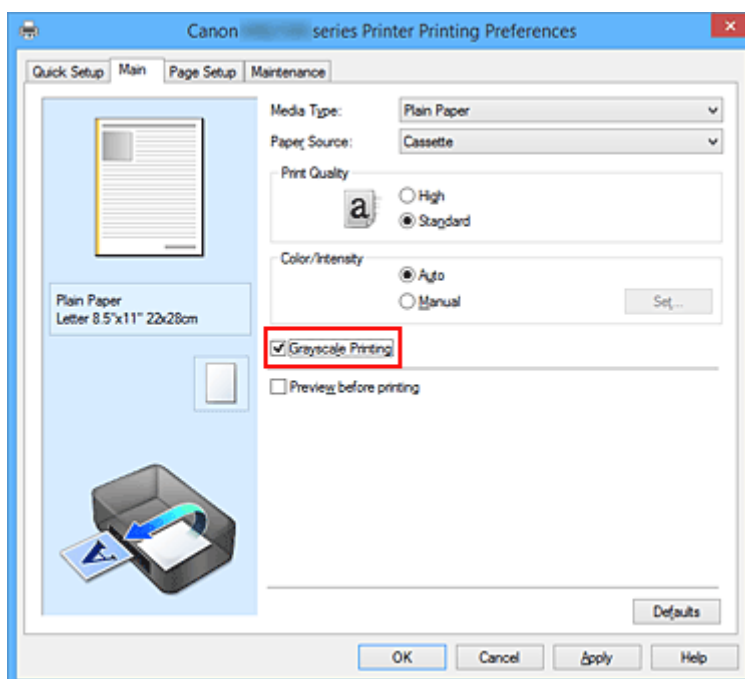 Canon series Printer Printing Preferences
Quick Setup Main Page Setup Maintenance
Media Type: Plain Paper
Paper Source: Cassette
Print Quality
a
High
Standard
Color/Intensity
Auto
Manual Set...
Plain Paper
Letter 8.5"x11" 22x28cm
Grayscale Printing
Preview before printing
A
Defaults
OK Cancel Apply Help